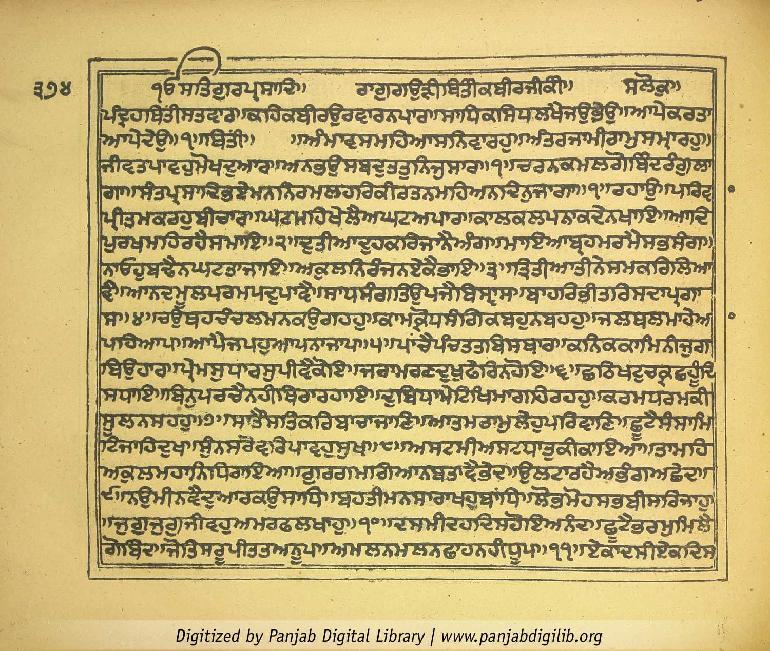 ੩੭੪
ੴ ਸਤਿਗੁਰਪ੍ਰਸਾਦਿ॥ ਰਾਗੁਗਉੜੀਥਿਤੀਕਬੀਰਜੀਕੀ॥ ਸਲੋਕੁ॥
ਪੰਦ੍ਰਹਥਿਤੀਸਤਵਾਰ॥ਕਹਿਕਬੀਰਉਰਵਾਰਨਪਾਰ॥ਸਾਧਿਕਸਿਧਲਖੈਜਉਭੇਉ॥ਆਪੇਕਰਤਾ
ਆਪੇਦੇਉ॥੧॥ਥਿਤੀ॥ ॥ਅੰਮਾਵਸਮਹਿਆਸਨਿਵਾਰਹੁ॥ਅੰਤਰਜਾਮੀਰਾਮੁਸਮਾਰਹੁ॥
ਜੀਵਤਪਾਵਹੁਮੋਖਦੁਆਰਾ॥ਅਨਭਉਸਬਦੁਤਤੁਨਿਜੁਸਾਰਾ॥੧॥ਚਰਨਕਮਲਗੋਬਿੰਦਰੰਗੁਲਾ
ਗਾ॥ਸੰਤਪ੍ਰਸਾਦਿਭਏਮਨਨਿਰਮਲਹਰਿਕੀਰਤਨਮਹਿਅਨਦਿਨੁਜਾਗਾ॥੧॥ਰਹਾਉ॥ਪਰਿਵਾ
ਪ੍ਰੀਤਮਕਰਹੁਬੀਚਾਰਾ॥ਘਟਮਹਿਖੇਲੈਅਘਟਅਪਾਰਾ॥ਕਾਲਕਲਪਨਾਕਦੇਨਖਾਇ॥ਆਦਿ
ਪੁਰਖਮਹਿਰਹੈਸਮਾਇ॥੨॥ਦੁਤੀਆਦੁਹਕਰਿਜਾਨੈਅੰਗ॥ਮਾਇਆਬ੍ਰਹਮਰਮੈਸਭਸੰਗ॥
ਨਾਓਹੁਬਢੈਨਘਟਤਾਜਾਇ॥ਅਕੁਲਨਿਰੰਜਨਏਕੈਭਾਇ॥੩॥ਤ੍ਰਿਤੀਆਤੀਨੇਸਮਕਰਿਲਿਆ
ਵੈ॥ਆਨਦਮੂਲਪਰਮਪਦੁਪਾਵੈ॥ਸਾਧਸੰਗਤਿਉਪਜੈਬਿਸ੍ਵਾਸ॥ਬਾਹਰਿਭੀਤਰਿਸਦਾਪ੍ਰਗਾ
ਸ॥੪॥ਚਉਥਹਚੰਚਲਮਨਕਉਗਹਹੁ॥ਕਾਮਕ੍ਰੋਧਸੰਗਿਕਬਹੁਨਬਹਹੁ॥ਜਲਥਲਮਾਹੇਆ
ਪਹਿਆਪ॥ਆਪੈਜਪਹੁਆਪਨਾਜਾਪ॥੫॥ਪਾਂਚੈਪੰਚਤਤਬਿਸਥਾਰ॥ਕਨਿਕਕਾਮਿਨੀਜੁਗ
ਬਿਉਹਾਰ॥ਪ੍ਰੇਮਸੁਧਾਰਸੁਪੀਵੈਕੋਇ॥ਜਰਾਮਰਣਦੁਖੁਫੇਰਿਨਹੋਇ॥੬॥ਛਠਿਖਟੁਚਕ੍ਰਛਹੂੰਦਿ
ਸਧਾਇ॥ਬਿਨੁਪਰਚੈਨਹੀਥਿਰਾਰਹਾਇ॥ਦੁਬਿਧਾਮੇਟਿਖਿਮਾਗਹਿਰਹਹੁ॥ਕਰਮਧਰਮਕੀ
ਸੂਲਨਸਹਹੁ॥੭॥ਸਾਤੈਂਸਤਿਕਰਿਬਾਚਾਜਾਣਿ॥ਆਤਮਰਾਮੁਲੇਹੁਪਰਿਵਾਣਿ॥ਛੂਟੈਸੰਸਾਮਿ
ਟਿਜਾਹਿਦੁਖ॥ਸੁੰਨਸਰੋਵਰਿਪਾਵਹੁਸੁਖ॥੮॥ਅਸਟਮੀਅਸਟਧਾਤੁਕੀਕਾਇਆ॥ਤਾਮਹਿ
ਅਕੁਲਮਹਾਨਿਧਿਰਾਇਆ॥ਗੁਰਗਮਗਿਆਨਬਤਾਵੈਭੇਦ॥ਉਲਟਾਰਹੈਅਭੰਗਅਛੇਦ॥
੯॥ਨਉਮੀਨਵੈਦੁਆਰਕਉਸਾਧਿ॥ਬਹਤੀਮਨਸਾਰਾਖਹੁਬਾਂਧਿ॥ਲੋਭਮੋਹਸਭਬੀਸਰਿਜਾਹੁ
॥ਜੁਗੁਜੁਗੁਜੀਵਹੁਅਮਰਫਲਖਾਹੁ॥੧੦॥ਦਸਮੀਦਹਦਿਸਹੋਇਅਨੰਦ॥ਛੂਟੈਭਰਮੁਮਿਲੈ
ਗੋਬਿੰਦ॥ਜੋਤਿਸਰੂਪੀਤਤਅਨੂਪ॥ਅਮਲਨਮਲਨਛਾਹਨਹੀਧੂਪ॥੧੧॥ਏਕਾਦਸੀਏਕਦਿਸ
Digitized by Panjab Digital Library | www.panjabdigilib.org